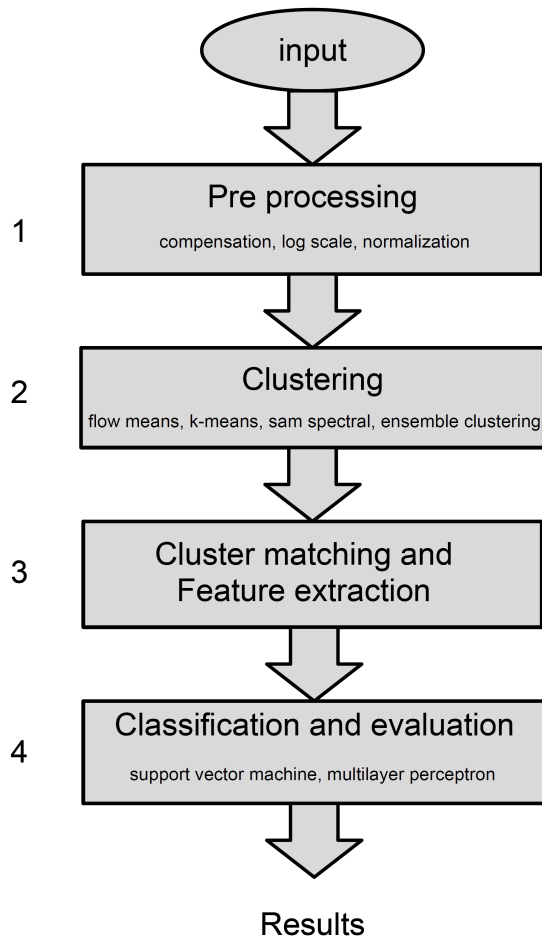 input
1
Pre processing
compensation, log scale, normalization
2
Clustering
flow means, k-means, sam spectral, ensemble clustering
3
Cluster matching and
Feature extraction
4
Classification and evaluation
support vector machine, multilayer perceptron
Results